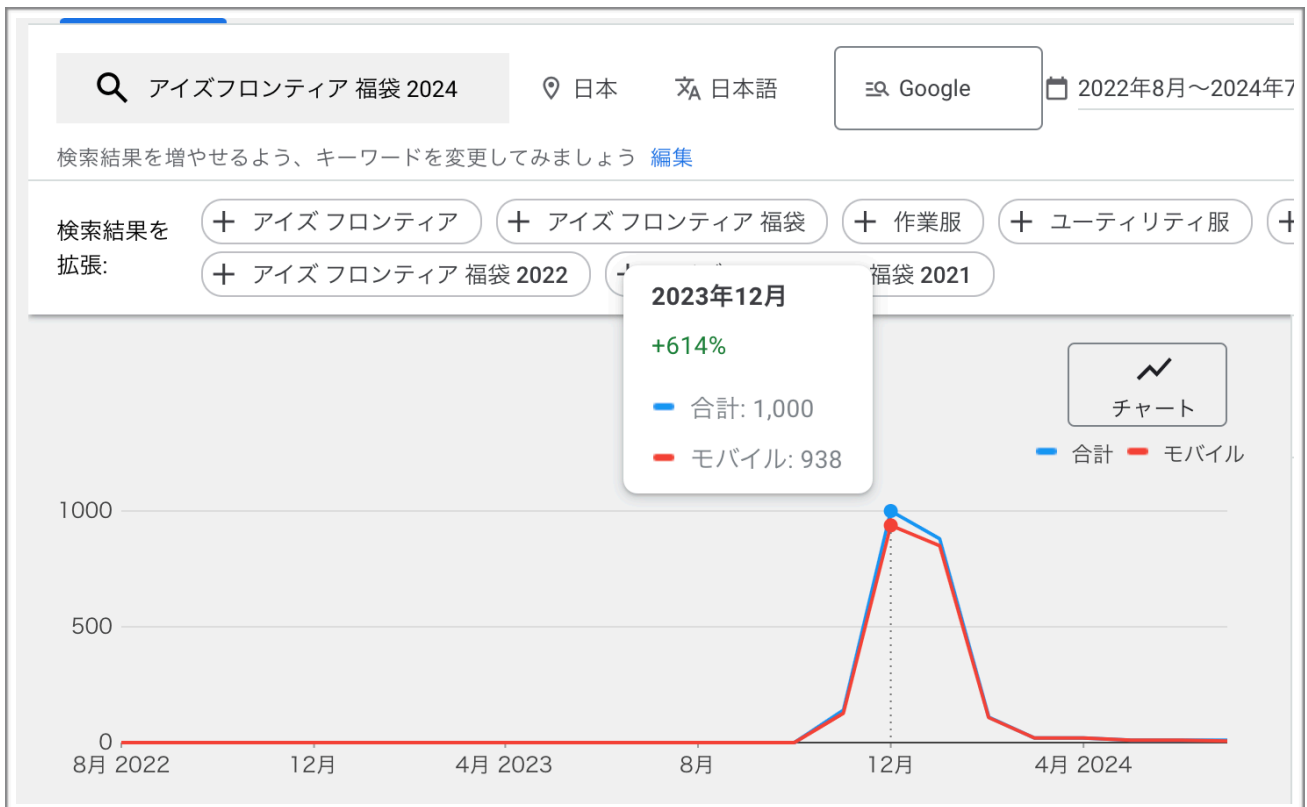 アイズフロンティア 福袋 2024
日本
日本語
Google
2022年8月～2024年7
検索結果を増やせるよう、キーワードを変更してみましょう 編集
検索結果を
拡張:
アイズ フロンティア
アイズ フロンティア 福袋
作業服
ユーティリティ服
アイズ フロンティア 福袋 2022
福袋 2021
2023年12月
+614%
合計: 1,000
モバイル: 938
チャート
合計 モバイル
1000
500
0
8月 2022 12月 4月 2023 8月 12月 4月 2024